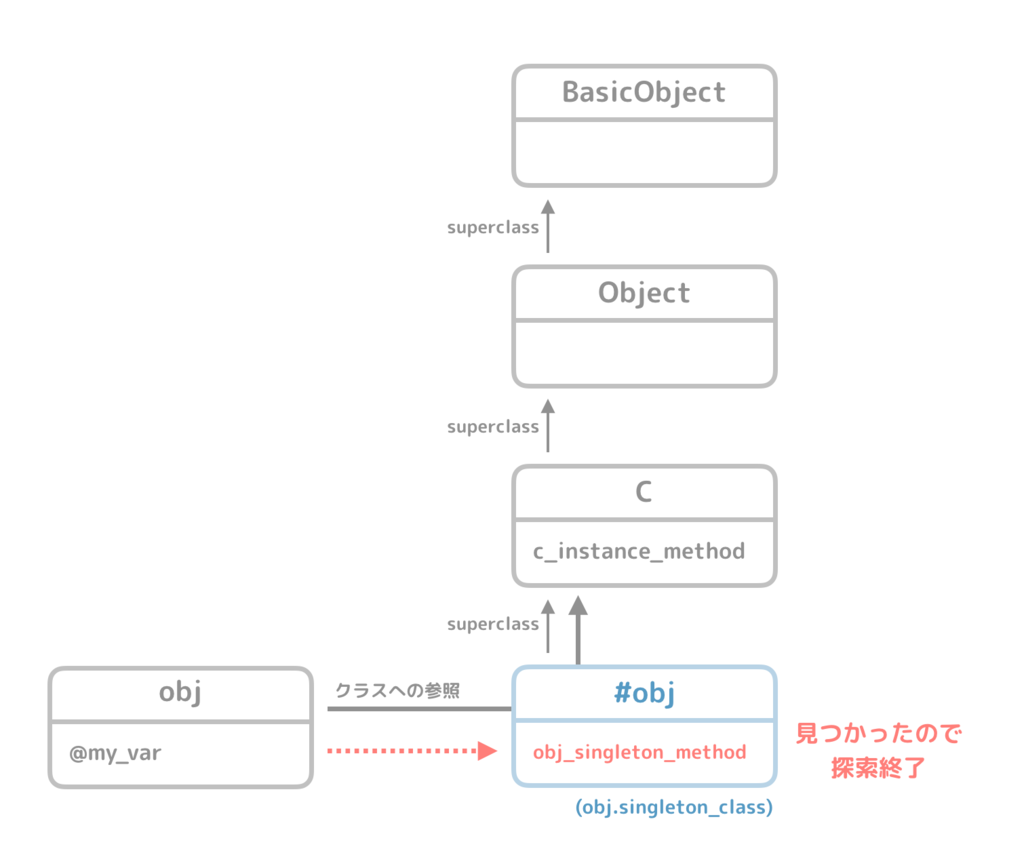 BasicObject
superclass
Object
superclass
C
c_instance_method
superclass
obj
クラスへの参照
#obj
@my_var
obj_singleton_method
見つかったので
探索終了
(obj.singleton_class)